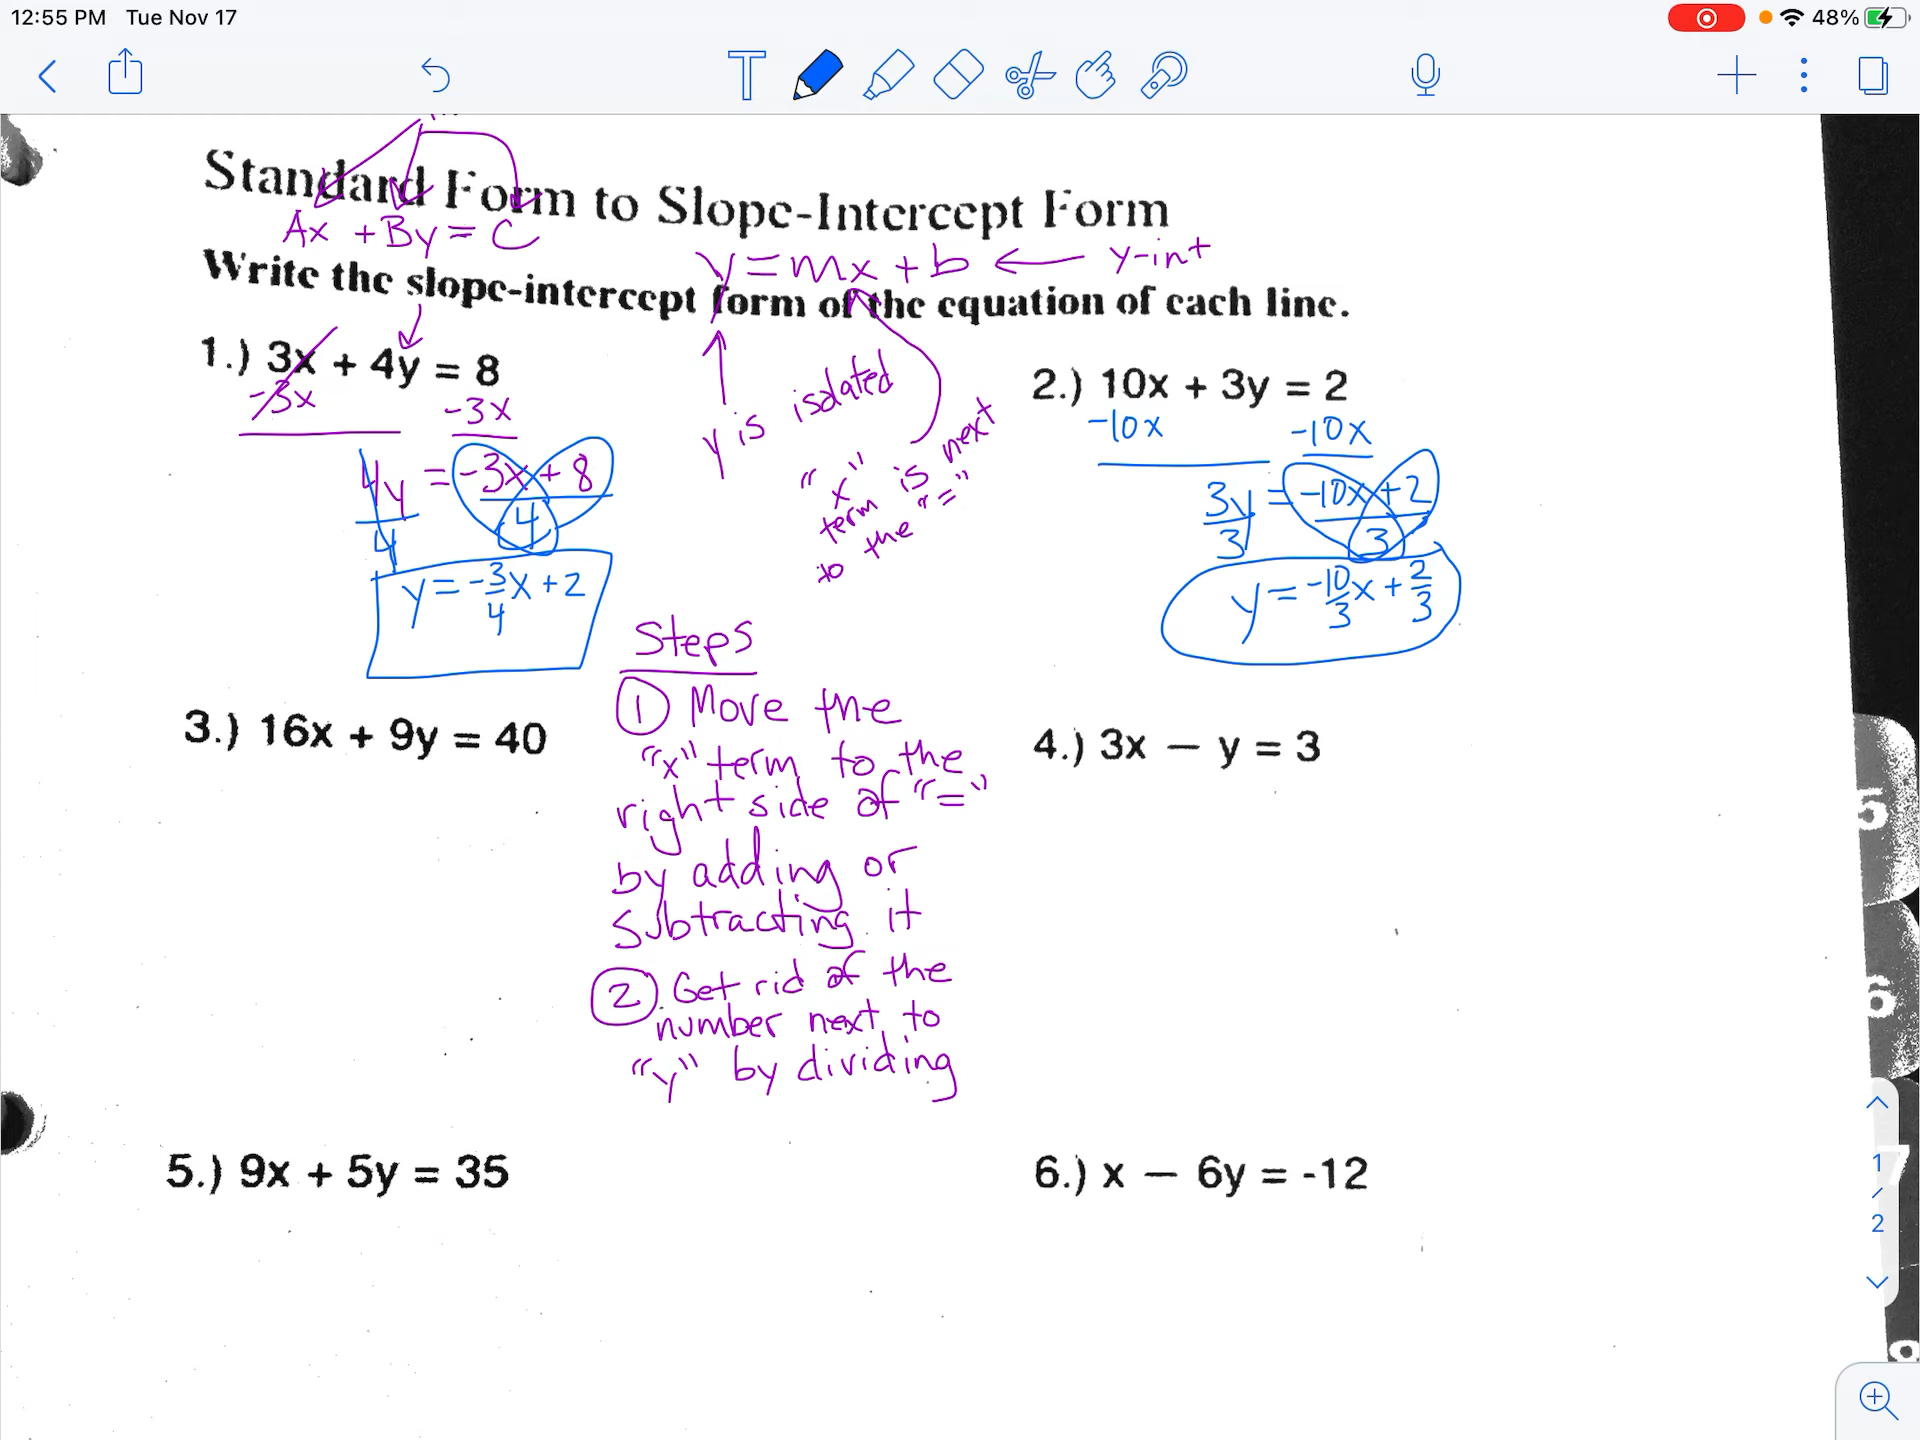 12:55 PM Tue Nov 17
48%
Standard Form to Slope-Intercept Form
Ax + By = C
y = mx + b ← y-int
Write the slope-intercept form of the equation of each line.
1.) 3x + 4y = 8
-3x -3x
4y = -3x + 8
4 4
y = -3/4 x + 2
y is isolated
"x" is next
term
to the "="
2.) 10x + 3y = 2
-10x -10x
3y = -10x + 2
3 3
y = -10/3 x + 2/3
Steps
① Move the
"x" term to the
right side of "="
by adding or
subtracting it
② Get rid of the
number next to
"y" by dividing
3.) 16x + 9y = 40
4.) 3x − y = 3
5.) 9x + 5y = 35
6.) x − 6y = -12
5
6
7
1
/
2